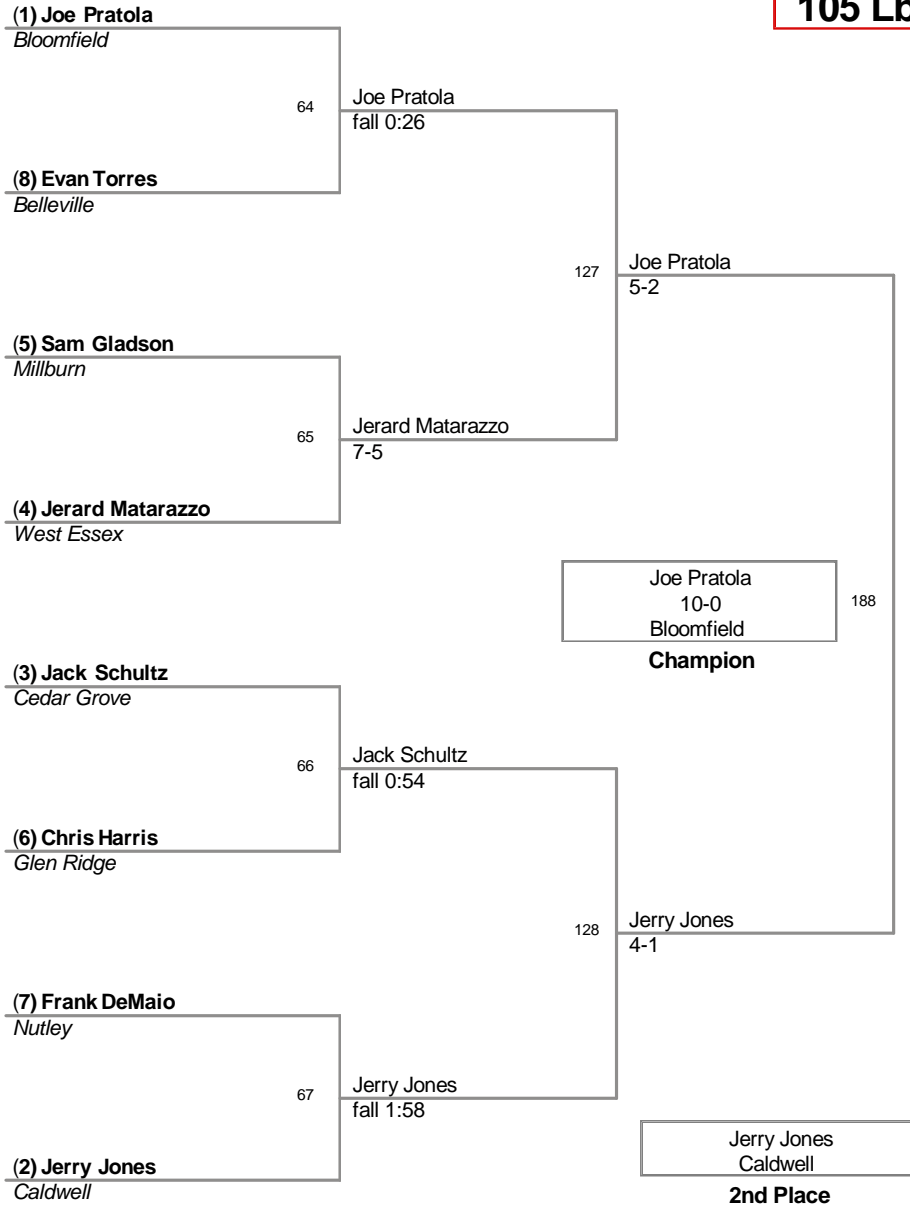 (1) Joe Pratola
105 Lb
Bloomfield
64
Joe Pratola
fall 0:26
(8) Evan Torres
Belleville
127
Joe Pratola
5-2
(5) Sam Gladson
Millburn
65
Jerard Matarazzo
7-5
(4) Jerard Matarazzo
West Essex
Joe Pratola
10-0
Bloomfield
188
Champion
(3) Jack Schultz
Cedar Grove
66
Jack Schultz
fall 0:54
(6) Chris Harris
Glen Ridge
128
Jerry Jones
4-1
(7) Frank DeMaio
Nutley
67
Jerry Jones
fall 1:58
(2) Jerry Jones
Caldwell
Jerry Jones
Caldwell
2nd Place